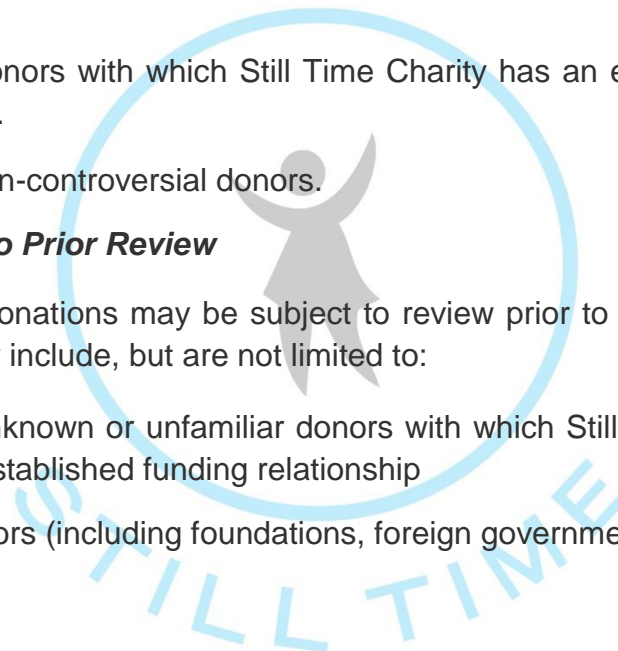 onors with which Still Time Charity has an e
.
n-controversial donors.
o Prior Review
onations may be subject to review prior to
include, but are not limited to:
nknown or unfamiliar donors with which Still
stablished funding relationship
ors (including foundations, foreign governme
STILL TIME